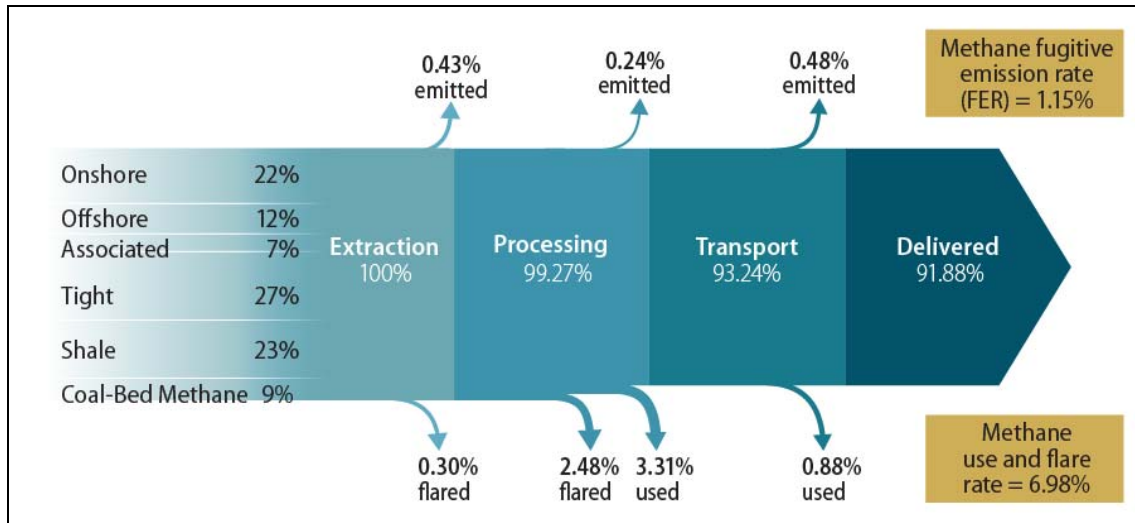 0.43%
emitted
0.24%
emitted
0.48%
emitted
Methane fugitive
emission rate
(FER) = 1.15%
Onshore 22%
Offshore 12%
Associated 7%
Tight 27%
Shale 23%
Coal-Bed Methane 9%
Extraction
100%
Processing
99.27%
Transport
93.24%
Delivered
91.88%
0.30%
flared
2.48%
flared
3.31%
used
0.88%
used
Methane
use and flare
rate = 6.98%